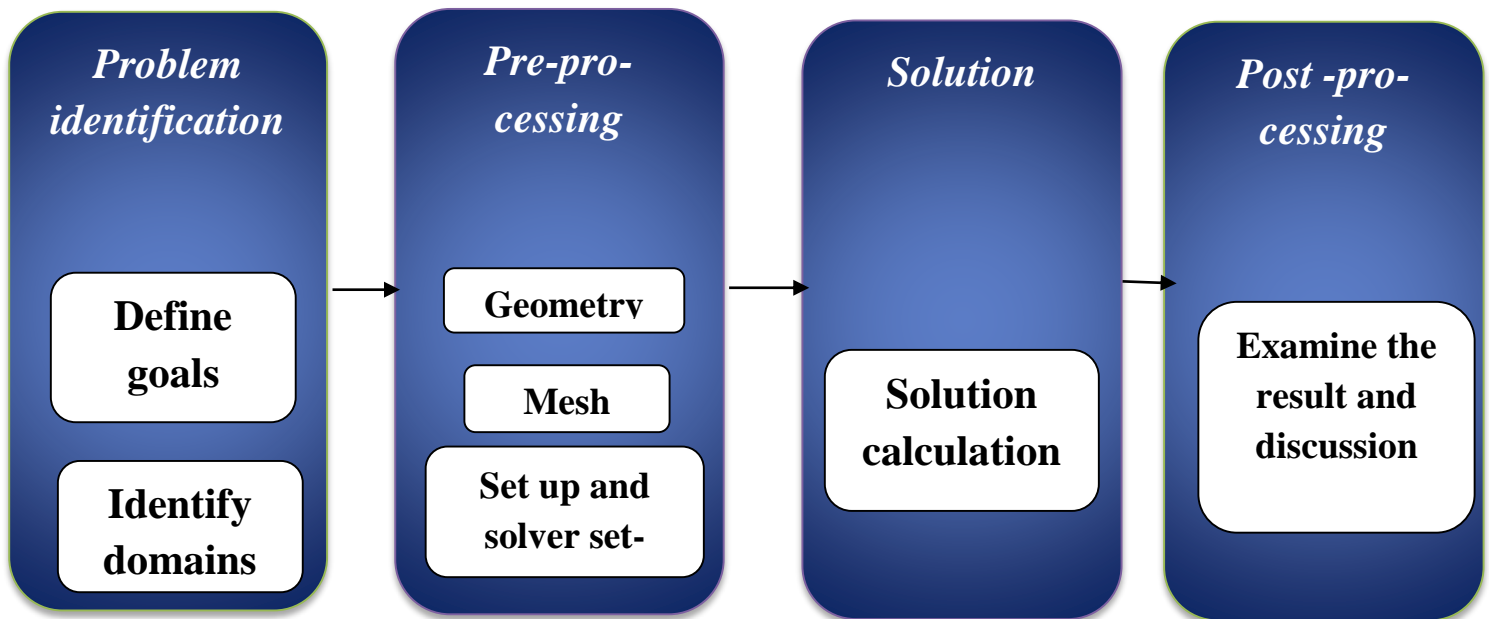 Problem
identification
Define
goals
Identify
domains
Pre-pro-
cessing
Geometry
Mesh
Set up and
solver set-
Solution
Solution
calculation
Post -pro-
cessing
Examine the
result and
discussion